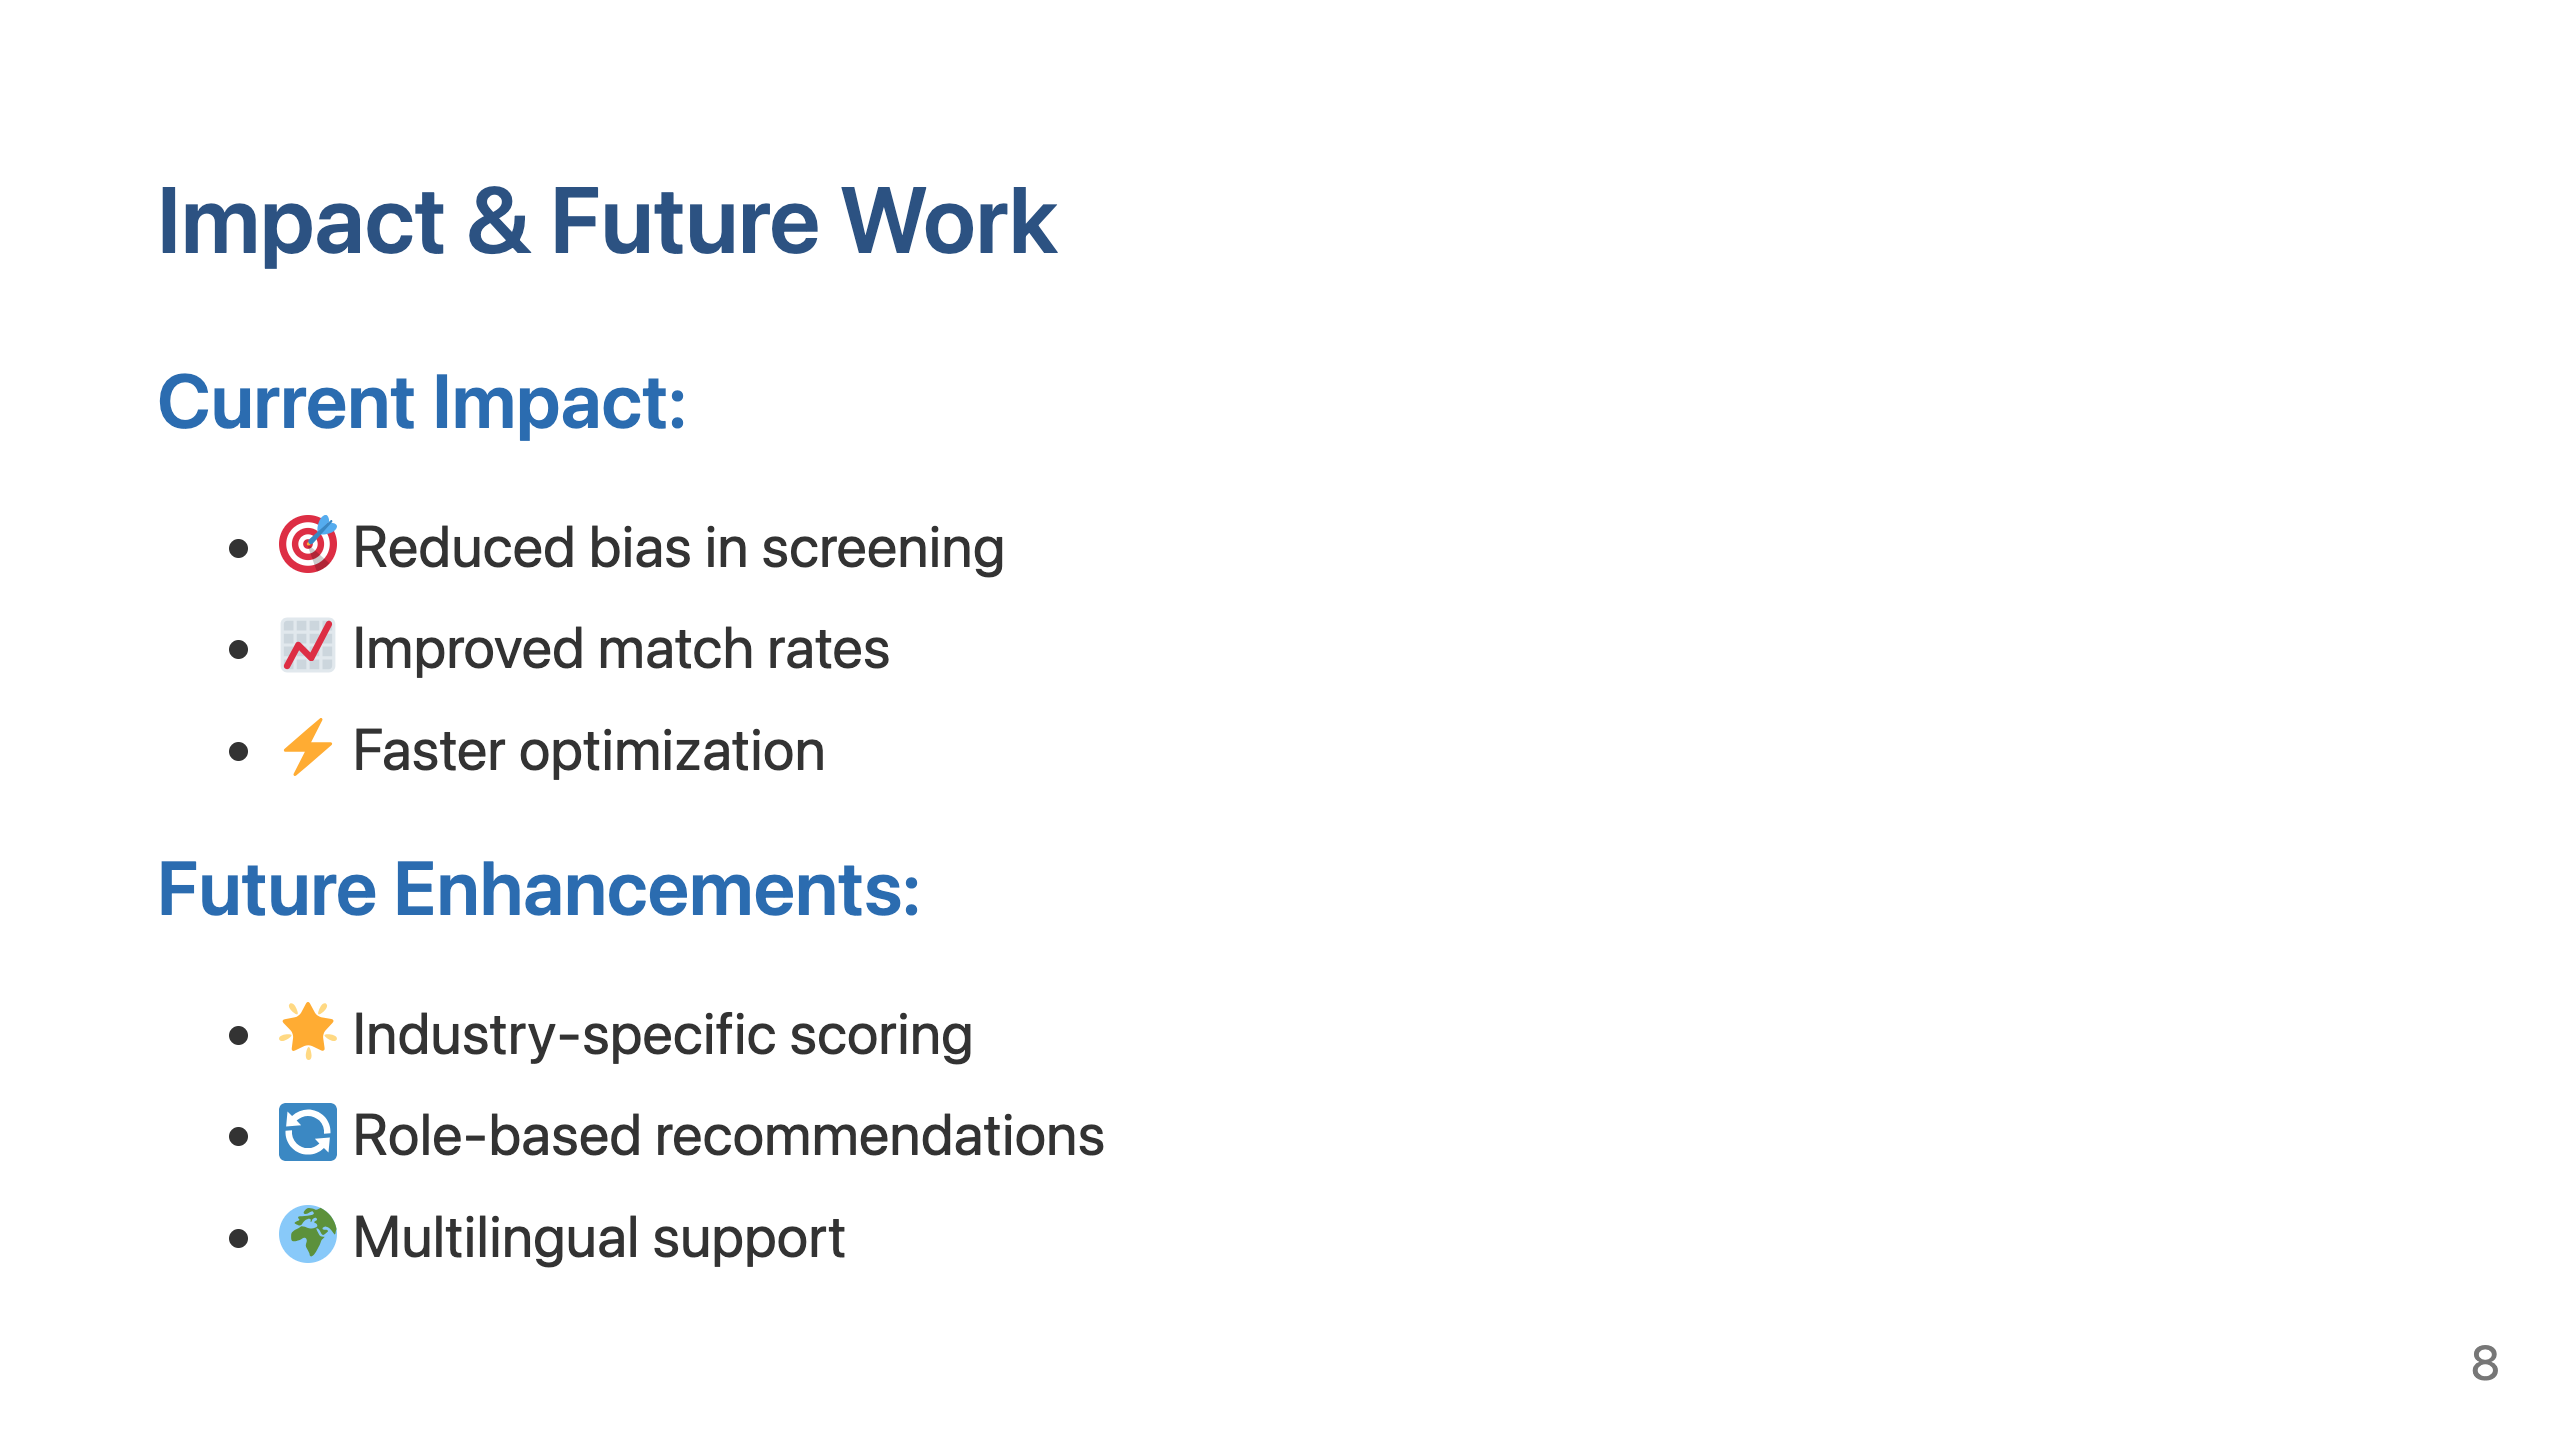 Impact & Future Work
Current Impact:
• 🎯 Reduced bias in screening
• 📈 Improved match rates
• ⚡ Faster optimization
Future Enhancements:
• 🌟 Industry-specific scoring
• 🔄 Role-based recommendations
• 🌍 Multilingual support
8